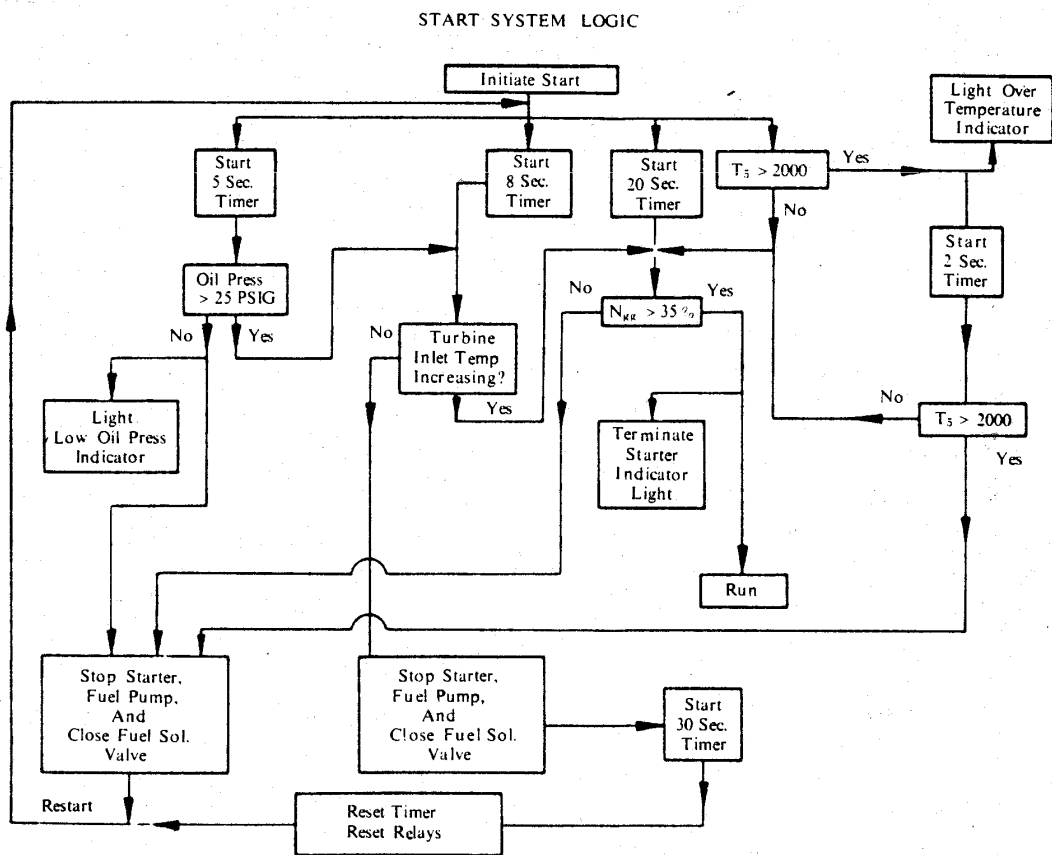 START SYSTEM LOGIC
Initiate Start
Light Over
Temperature
Indicator
Start
5 Sec.
Timer
Start
8 Sec.
Timer
Start
20 Sec.
Timer
T5 > 2000
Yes
No
Start
2 Sec.
Timer
Oil Press
> 25 PSIG
No
Yes
No
Turbine
Inlet Temp
Increasing?
Yes
No
Yes
Ngg > 35%
No
T5 > 2000
Yes
Light
Low Oil Press
Indicator
Terminate
Starter
Indicator
Light
Run
Stop Starter,
Fuel Pump,
And
Close Fuel Sol.
Valve
Stop Starter,
Fuel Pump,
And
Close Fuel Sol.
Valve
Start
30 Sec.
Timer
Restart
Reset Timer
Reset Relays